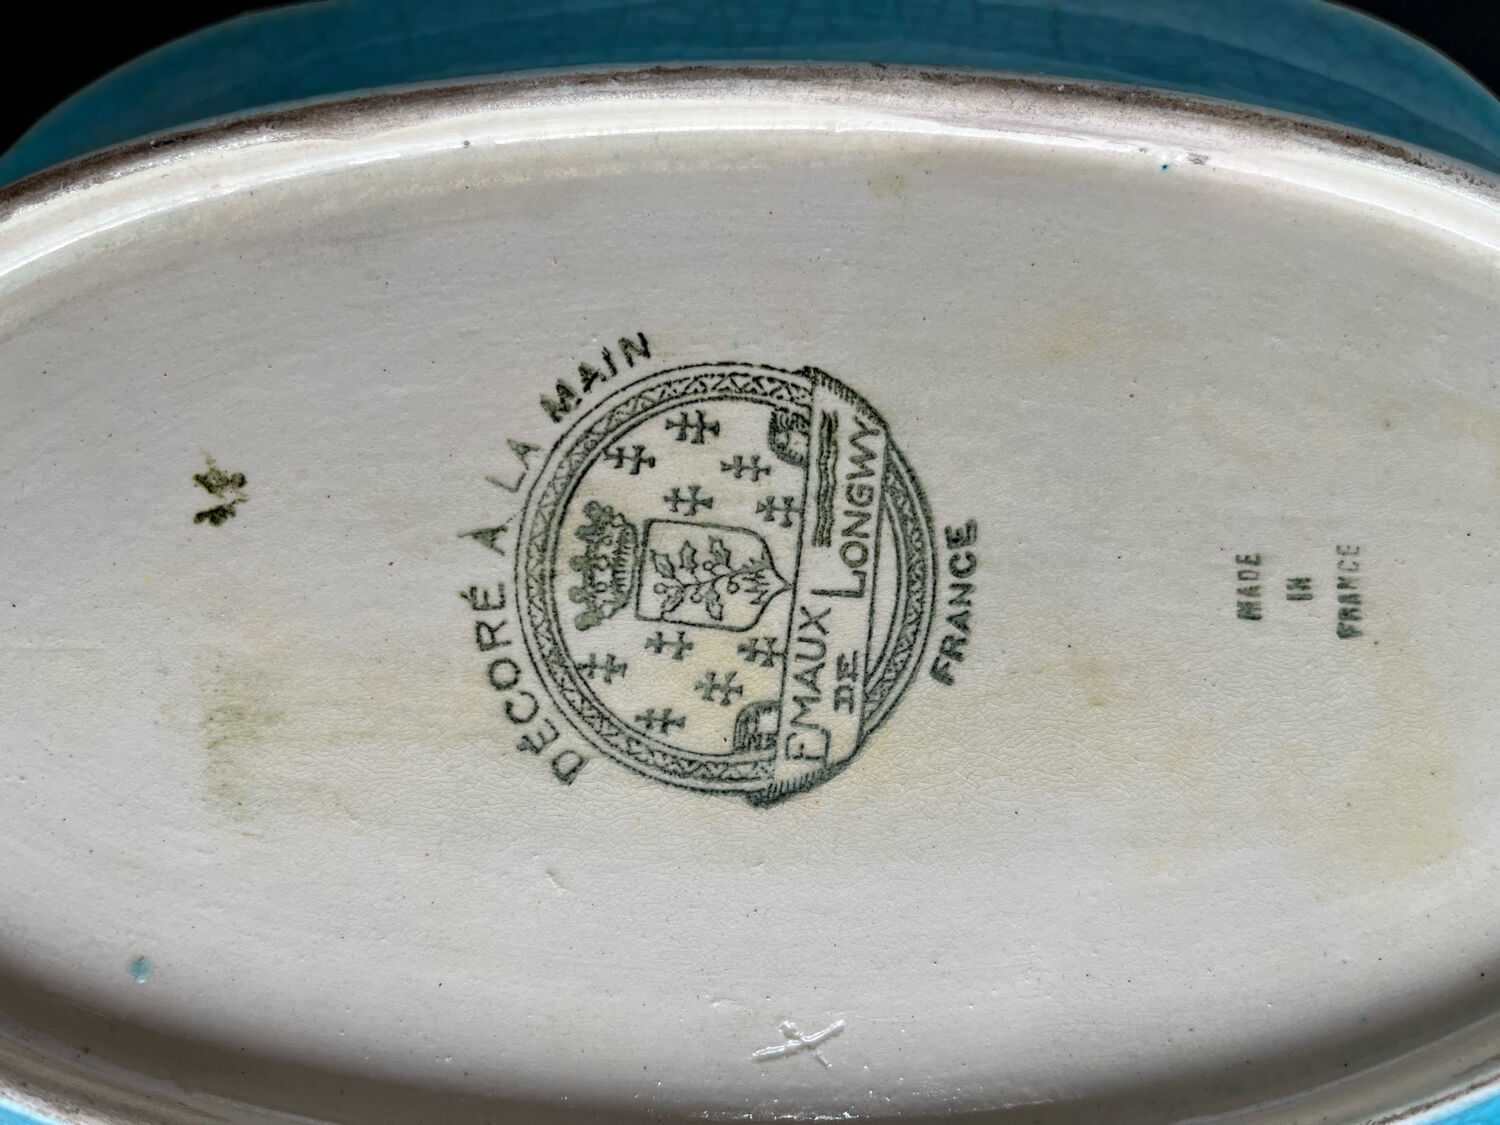 DÉCORÉ À LA MAIN
EMAUX
DE
LONGWY
FRANCE
MADE
IN
FRANCE